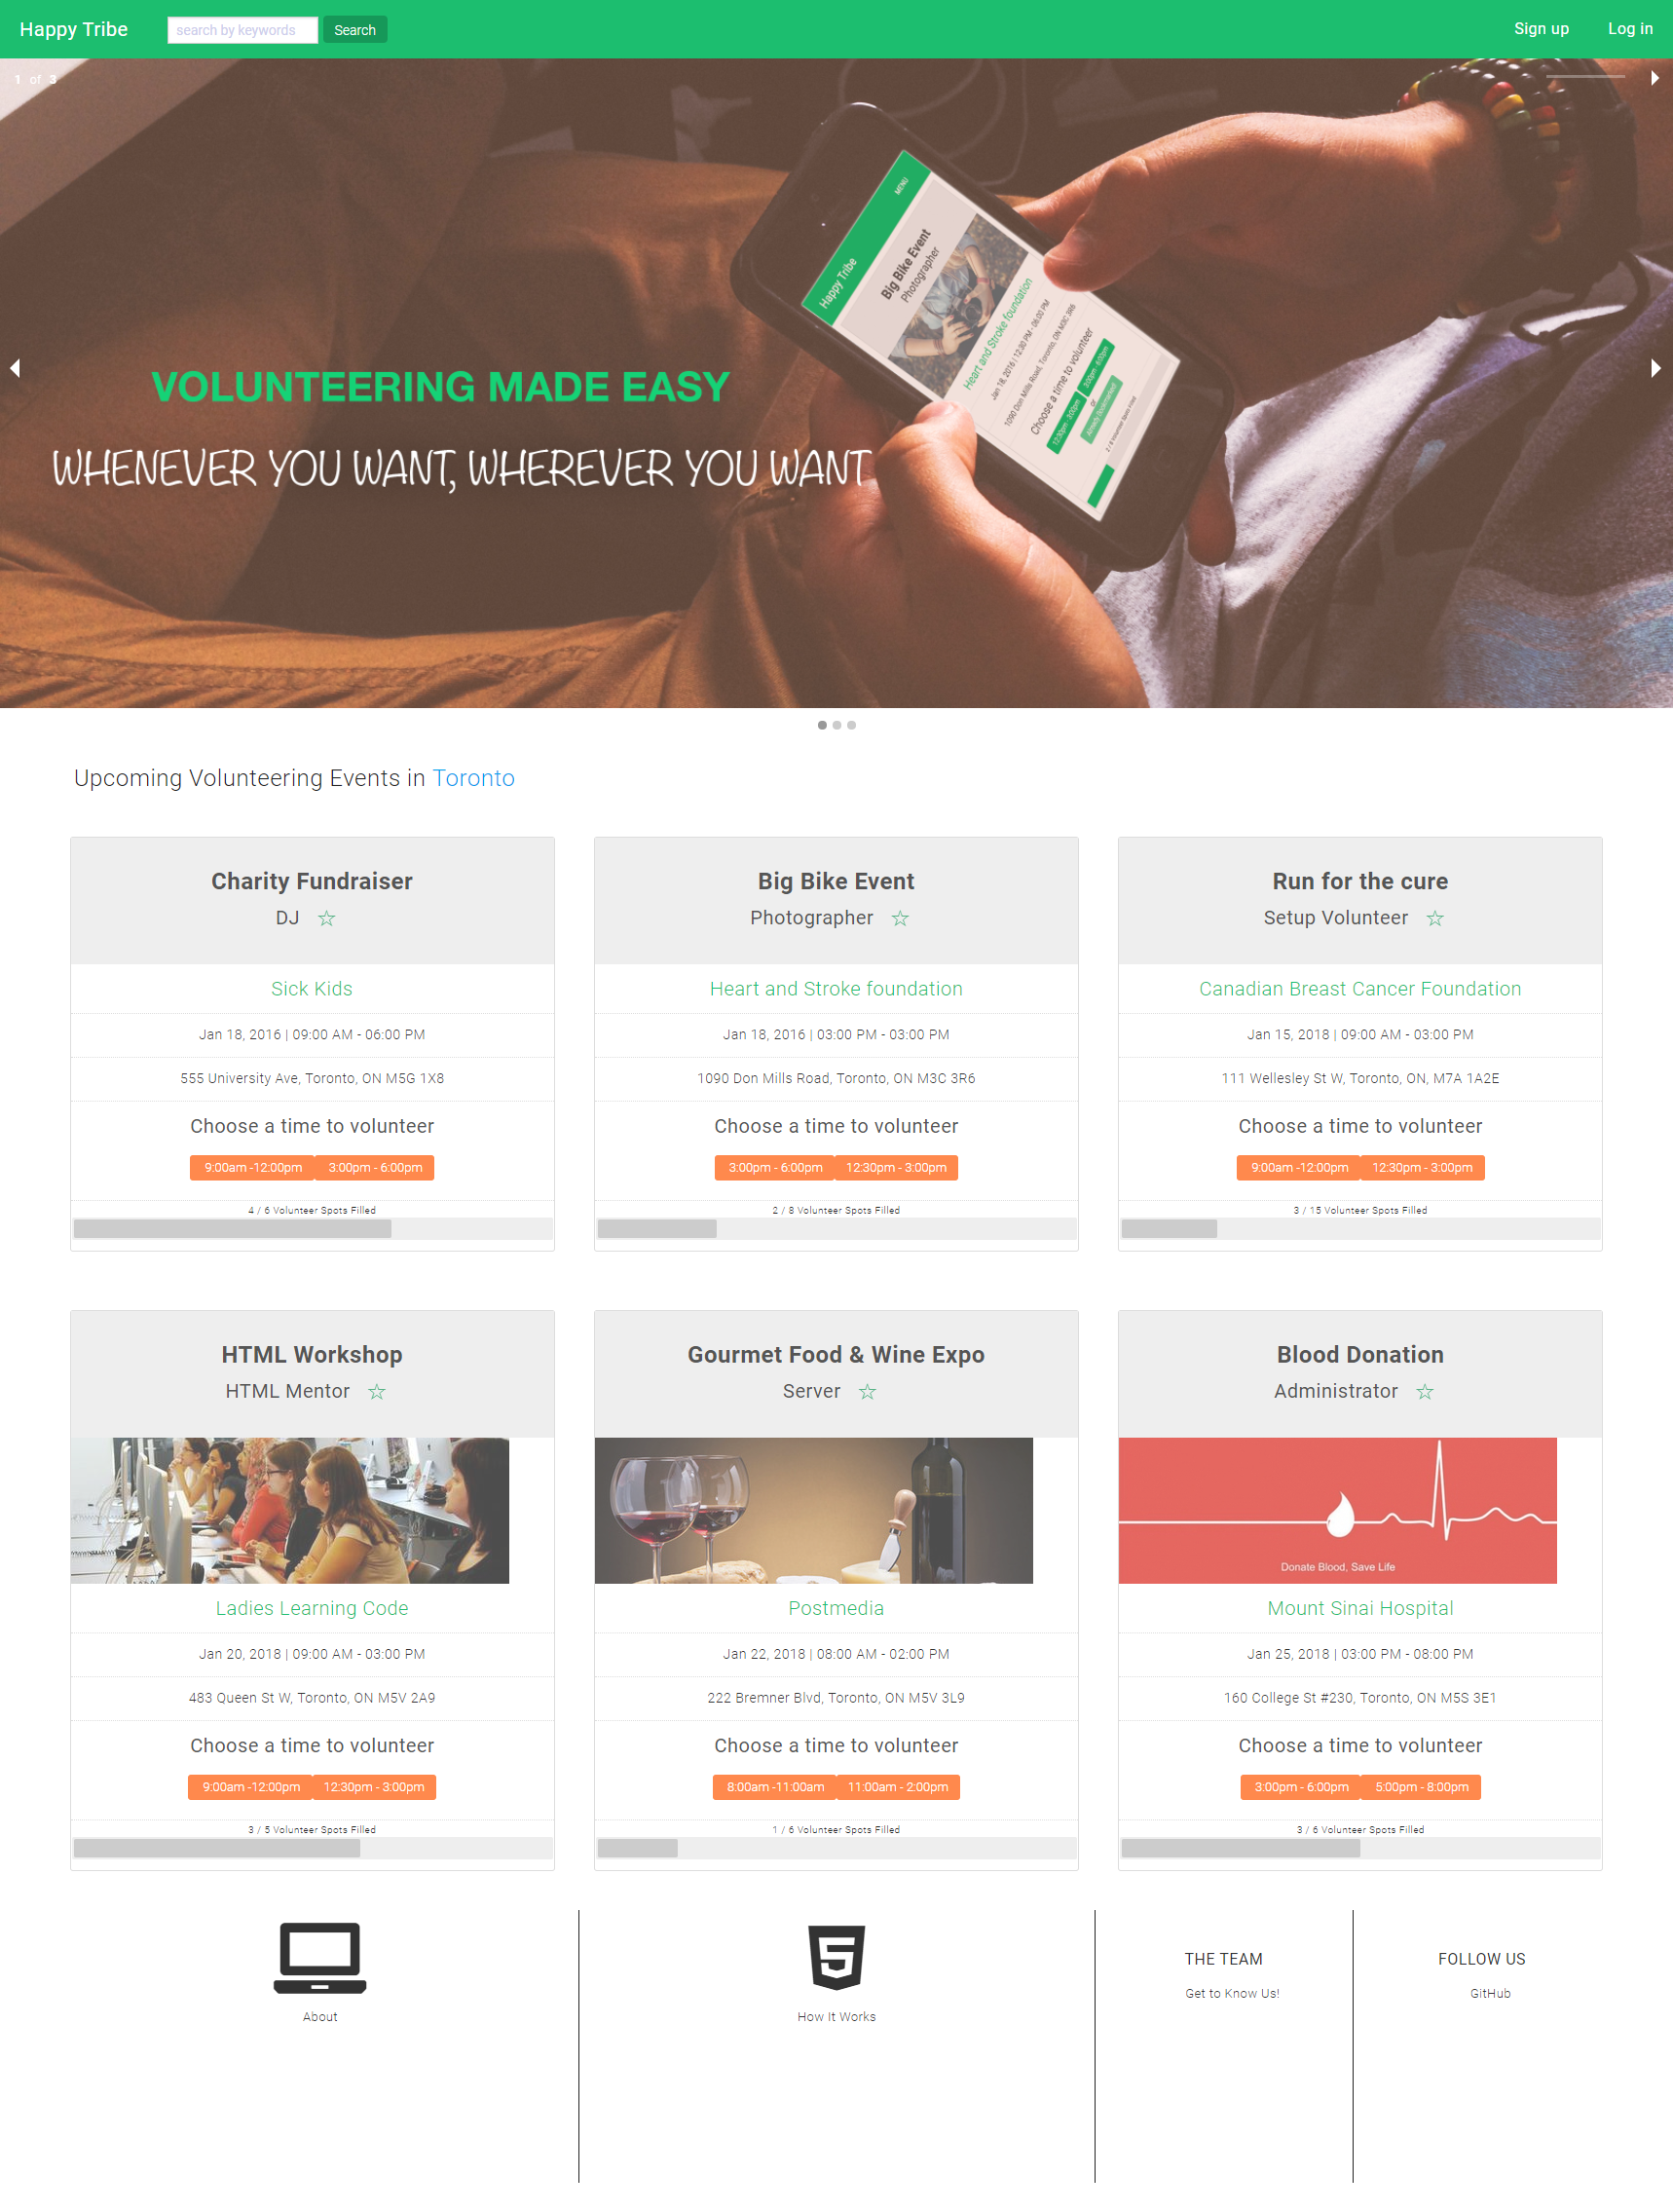 Happy Tribe
search by keywords
Search
Sign up
Log in
1 of 3
MENU
Happy Tribe
Big Bike Event
Photographer
Heart and Stroke foundation
Jan 18, 2016 / 12:30 PM - 06:00 PM
1090 Don Mills Road, Toronto, ON M3C 3R6
Choose a time to volunteer
12:30pm - 3:00pm
3:00pm - 6:00pm
or
VOLUNTEERING MADE EASY
WHENEVER YOU WANT, WHEREVER YOU WANT
Upcoming Volunteering Events in Toronto
Charity Fundraiser
DJ ☆
Sick Kids
Jan 18, 2016 | 09:00 AM - 06:00 PM
555 University Ave, Toronto, ON M5G 1X8
Choose a time to volunteer
9:00am -12:00pm
3:00pm - 6:00pm
4 / 6 Volunteer Spots Filled
Big Bike Event
Photographer ☆
Heart and Stroke foundation
Jan 18, 2016 | 03:00 PM - 03:00 PM
1090 Don Mills Road, Toronto, ON M3C 3R6
Choose a time to volunteer
3:00pm - 6:00pm
12:30pm - 3:00pm
2 / 8 Volunteer Spots Filled
Run for the cure
Setup Volunteer ☆
Canadian Breast Cancer Foundation
Jan 15, 2018 | 09:00 AM - 03:00 PM
111 Wellesley St W, Toronto, ON, M7A 1A2E
Choose a time to volunteer
9:00am -12:00pm
12:30pm - 3:00pm
3 / 15 Volunteer Spots Filled
HTML Workshop
HTML Mentor ☆
Ladies Learning Code
Jan 20, 2018 | 09:00 AM - 03:00 PM
483 Queen St W, Toronto, ON M5V 2A9
Choose a time to volunteer
9:00am -12:00pm
12:30pm - 3:00pm
3 / 5 Volunteer Spots Filled
Gourmet Food & Wine Expo
Server ☆
Postmedia
Jan 22, 2018 | 08:00 AM - 02:00 PM
222 Bremner Blvd, Toronto, ON M5V 3L9
Choose a time to volunteer
8:00am -11:00am
11:00am - 2:00pm
1 / 6 Volunteer Spots Filled
Blood Donation
Administrator ☆
Donate Blood, Save Life
Mount Sinai Hospital
Jan 25, 2018 | 03:00 PM - 08:00 PM
160 College St #230, Toronto, ON M5S 3E1
Choose a time to volunteer
3:00pm - 6:00pm
5:00pm - 8:00pm
3 / 6 Volunteer Spots Filled
About
How It Works
THE TEAM
Get to Know Us!
FOLLOW US
GitHub